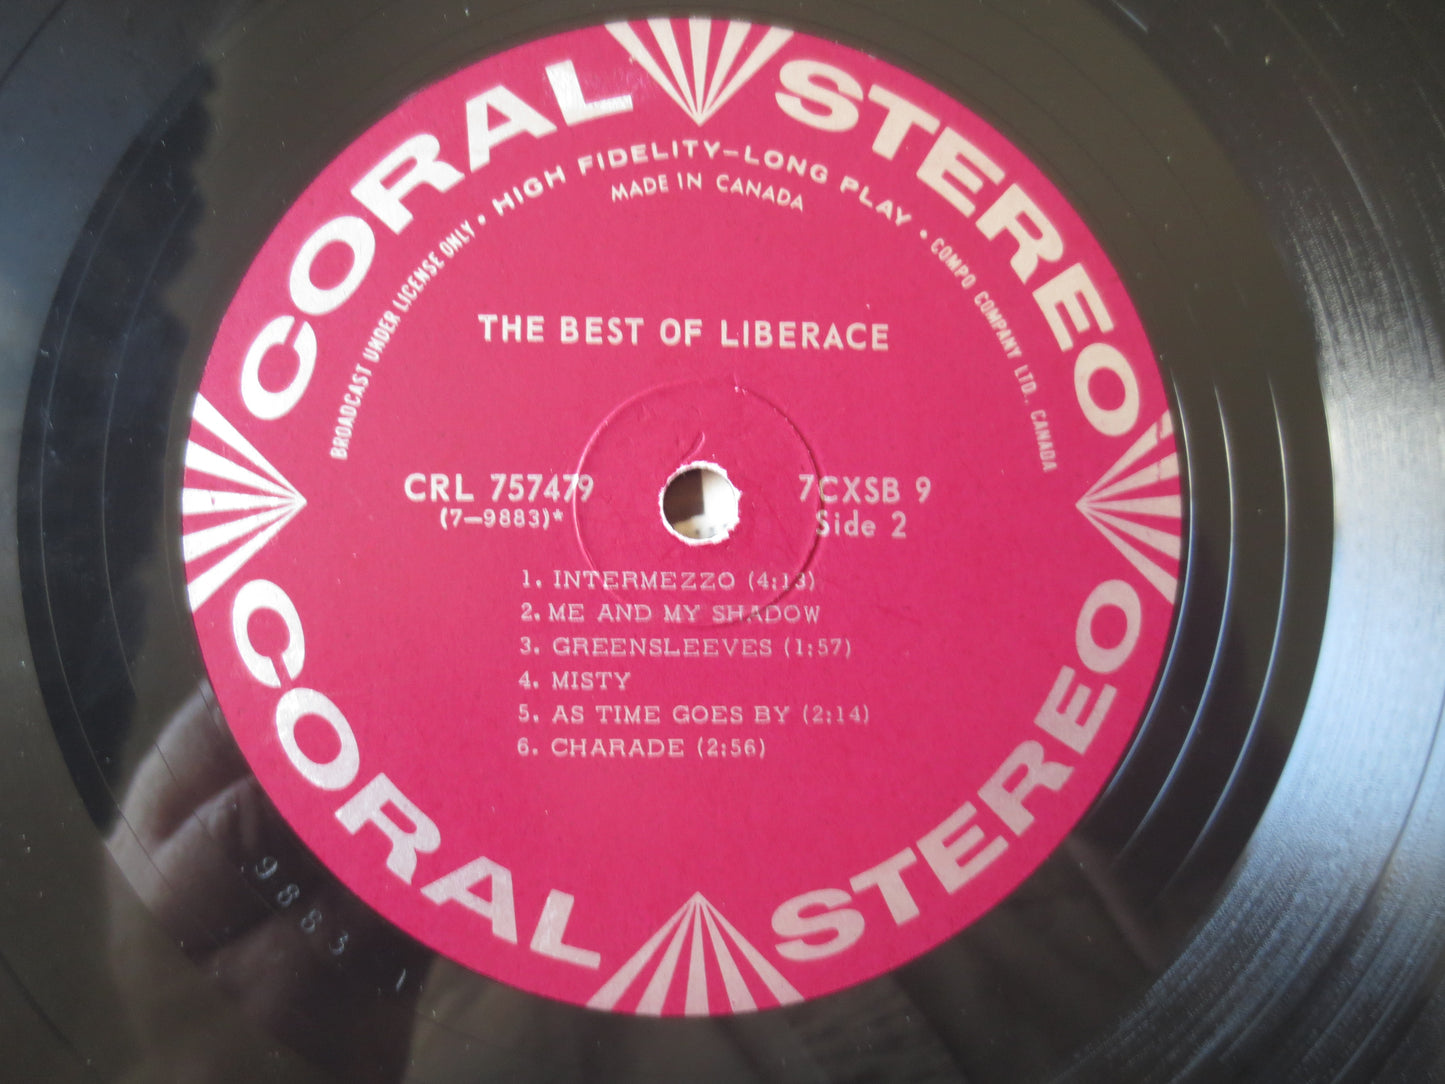 CORAL STEREO
HIGH FIDELITY—LONG PLAY
MADE IN CANADA
BROADCAST UNDER LICENSE ONLY • • COMPO COMPANY LTD., CANADA
THE BEST OF LIBERACE
CRL 757479 7CXSB 9
(7—9883)* Side 2
1. INTERMEZZO (4:13)
2. ME AND MY SHADOW
3. GREENSLEEVES (1:57)
4. MISTY
5. AS TIME GOES BY (2:14)
6. CHARADE (2:56)
CORAL STEREO
9883